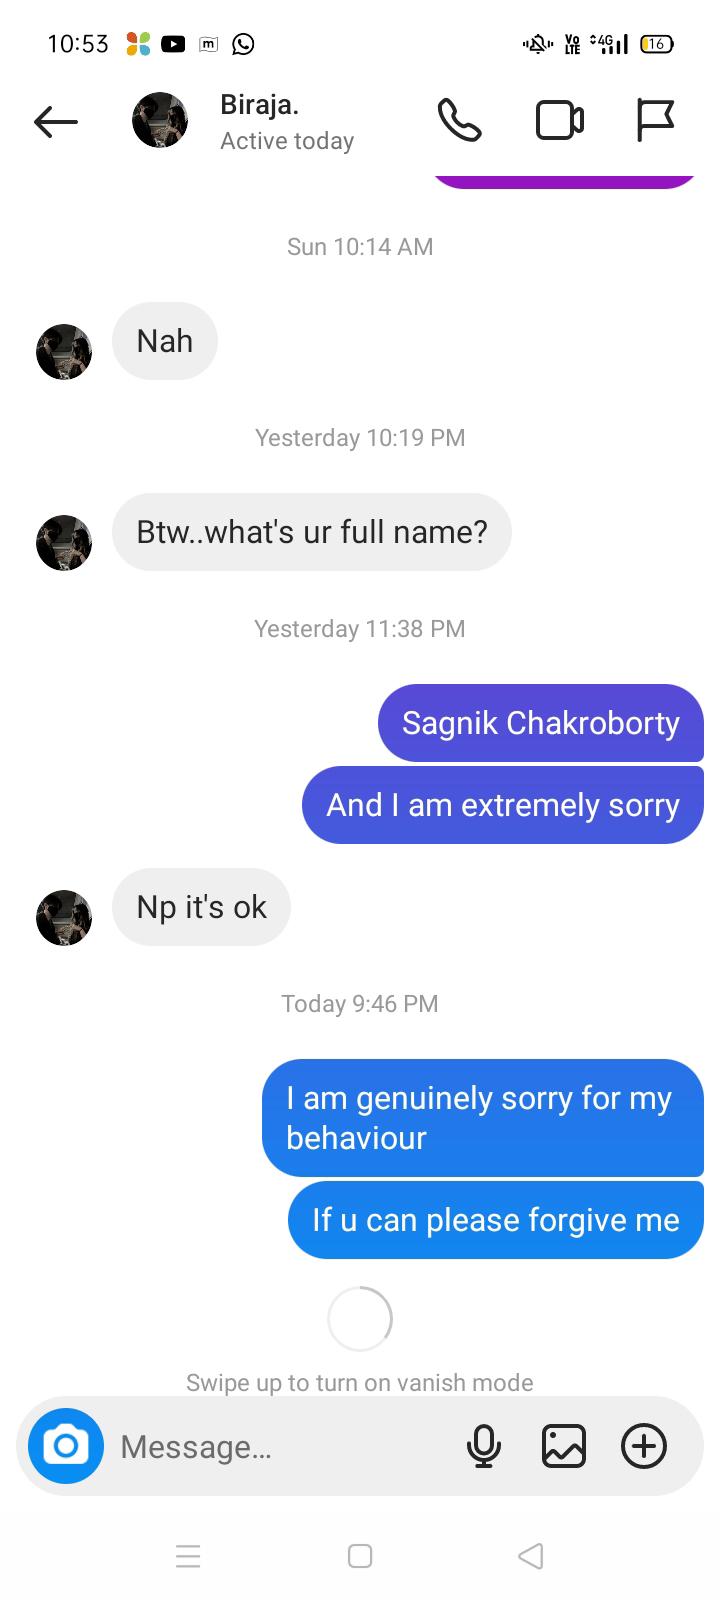 10:53
m
Vo
LTE
4G
16
Biraja.
Active today
Sun 10:14 AM
Nah
Yesterday 10:19 PM
Btw..what's ur full name?
Yesterday 11:38 PM
Sagnik Chakroborty
And I am extremely sorry
Np it's ok
Today 9:46 PM
I am genuinely sorry for my
behaviour
If u can please forgive me
Swipe up to turn on vanish mode
Message...